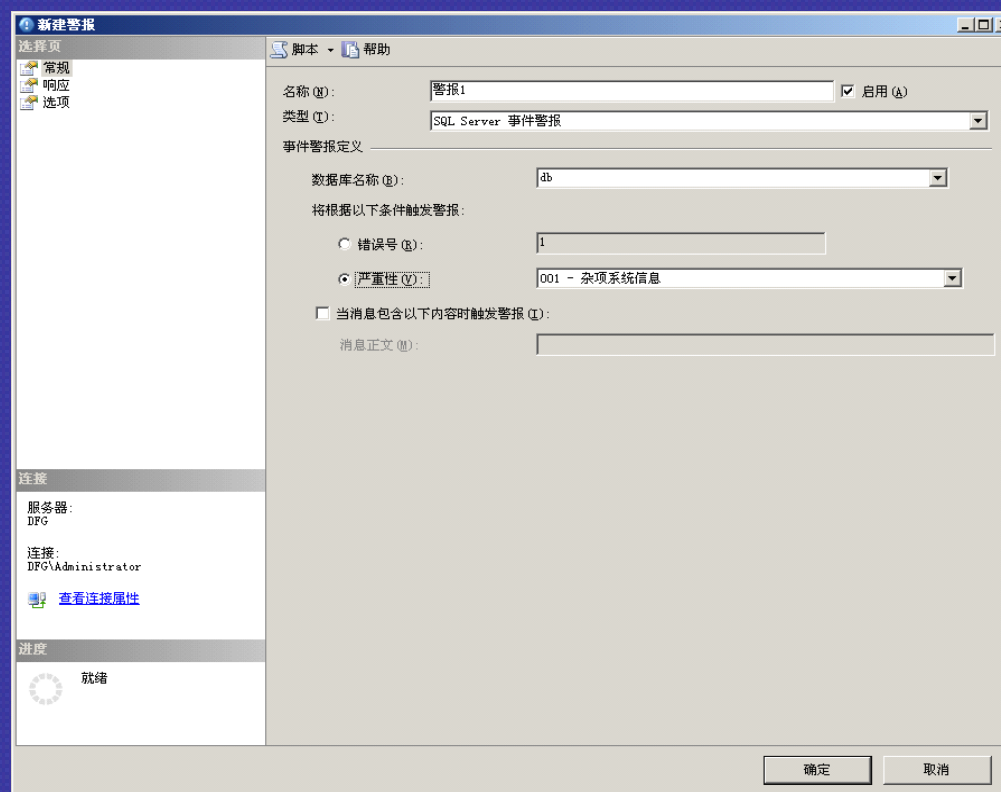 新建警报
选择页
常规
响应
选项
脚本 帮助
名称(N): 警报1 启用(A)
类型(T): SQL Server 事件警报
事件警报定义
数据库名称(B): db
将根据以下条件触发警报:
错误号(R): 1
严重性(V): 001 - 杂项系统信息
当消息包含以下内容时触发警报(I):
消息正文(M):
连接
服务器:
DFG
连接:
DFG\Administrator
查看连接属性
进度
就绪
确定 取消